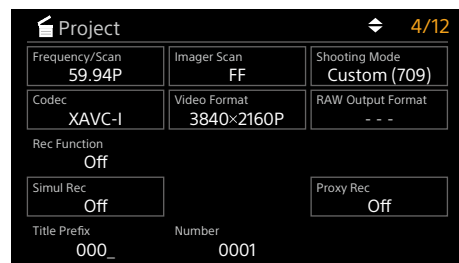 Project 4/12
Frequency/Scan Imager Scan Shooting Mode
59.94P FF Custom (709)
Codec Video Format RAW Output Format
XAVC-I 3840×2160P - - -
Rec Function
Off
Simul Rec Proxy Rec
Off Off
Title Prefix Number
000_ 0001